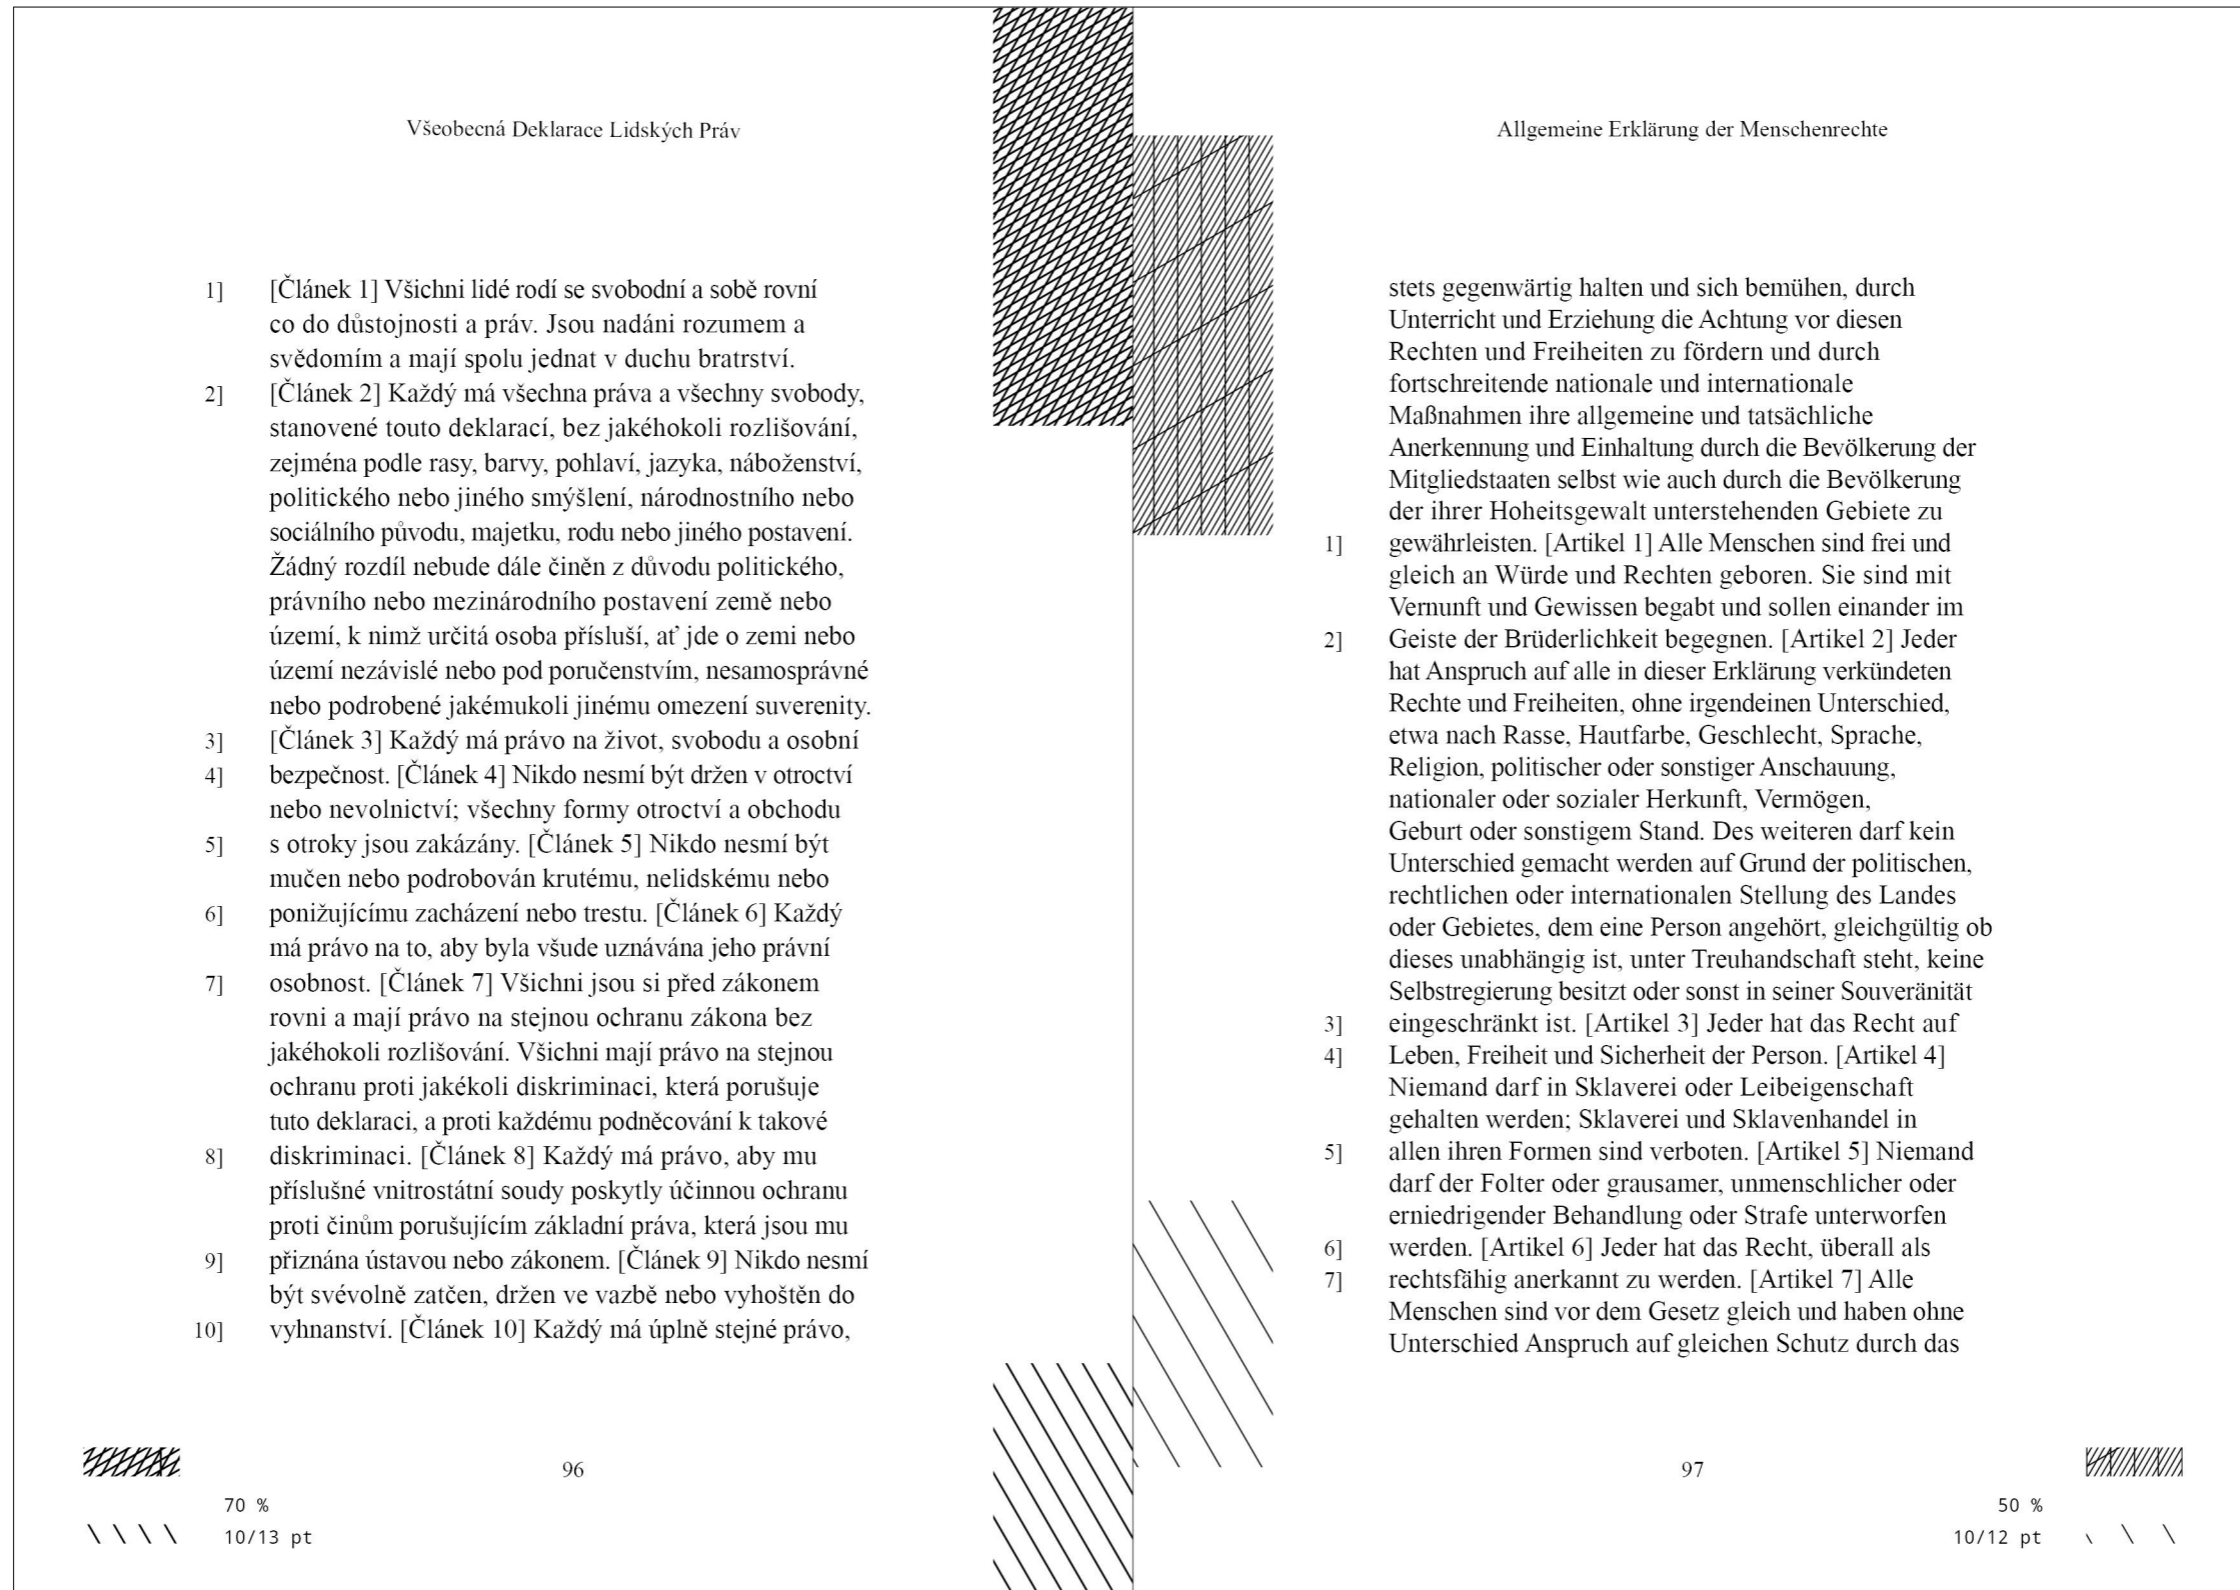 Všeobecná Deklarace Lidských Práv
1] [Článek 1] Všichni lidé rodí se svobodní a sobě rovní
co do důstojnosti a práv. Jsou nadáni rozumem a
svědomím a mají spolu jednat v duchu bratrství.
2] [Článek 2] Každý má všechna práva a všechny svobody,
stanovené touto deklarací, bez jakéhokoli rozlišování,
zejména podle rasy, barvy, pohlaví, jazyka, náboženství,
politického nebo jiného smýšlení, národnostního nebo
sociálního původu, majetku, rodu nebo jiného postavení.
Žádný rozdíl nebude dále činěn z důvodu politického,
právního nebo mezinárodního postavení země nebo
území, k nimž určitá osoba přísluší, ať jde o zemi nebo
území nezávislé nebo pod poručenstvím, nesamosprávné
nebo podrobené jakémukoli jinému omezení suverenity.
3] [Článek 3] Každý má právo na život, svobodu a osobní
4] bezpečnost. [Článek 4] Nikdo nesmí být držen v otroctví
nebo nevolnictví; všechny formy otroctví a obchodu
5] s otroky jsou zakázány. [Článek 5] Nikdo nesmí být
mučen nebo podrobován krutému, nelidskému nebo
6] ponižujícímu zacházení nebo trestu. [Článek 6] Každý
má právo na to, aby byla všude uznávána jeho právní
7] osobnost. [Článek 7] Všichni jsou si před zákonem
rovni a mají právo na stejnou ochranu zákona bez
jakéhokoli rozlišování. Všichni mají právo na stejnou
ochranu proti jakékoli diskriminaci, která porušuje
tuto deklaraci, a proti každému podněcování k takové
8] diskriminaci. [Článek 8] Každý má právo, aby mu
příslušné vnitrostátní soudy poskytly účinnou ochranu
proti činům porušujícím základní práva, která jsou mu
9] přiznána ústavou nebo zákonem. [Článek 9] Nikdo nesmí
být svévolně zatčen, držen ve vazbě nebo vyhoštěn do
10] vyhnanství. [Článek 10] Každý má úplně stejné právo,
96
70 %
10/13 pt
Allgemeine Erklärung der Menschenrechte
stets gegenwärtig halten und sich bemühen, durch
Unterricht und Erziehung die Achtung vor diesen
Rechten und Freiheiten zu fördern und durch
fortschreitende nationale und internationale
Maßnahmen ihre allgemeine und tatsächliche
Anerkennung und Einhaltung durch die Bevölkerung der
Mitgliedstaaten selbst wie auch durch die Bevölkerung
der ihrer Hoheitsgewalt unterstehenden Gebiete zu
1] gewährleisten. [Artikel 1] Alle Menschen sind frei und
gleich an Würde und Rechten geboren. Sie sind mit
Vernunft und Gewissen begabt und sollen einander im
2] Geiste der Brüderlichkeit begegnen. [Artikel 2] Jeder
hat Anspruch auf alle in dieser Erklärung verkündeten
Rechte und Freiheiten, ohne irgendeinen Unterschied,
etwa nach Rasse, Hautfarbe, Geschlecht, Sprache,
Religion, politischer oder sonstiger Anschauung,
nationaler oder sozialer Herkunft, Vermögen,
Geburt oder sonstigem Stand. Des weiteren darf kein
Unterschied gemacht werden auf Grund der politischen,
rechtlichen oder internationalen Stellung des Landes
oder Gebietes, dem eine Person angehört, gleichgültig ob
dieses unabhängig ist, unter Treuhandschaft steht, keine
Selbstregierung besitzt oder sonst in seiner Souveränität
3] eingeschränkt ist. [Artikel 3] Jeder hat das Recht auf
4] Leben, Freiheit und Sicherheit der Person. [Artikel 4]
Niemand darf in Sklaverei oder Leibeigenschaft
gehalten werden; Sklaverei und Sklavenhandel in
5] allen ihren Formen sind verboten. [Artikel 5] Niemand
darf der Folter oder grausamer, unmenschlicher oder
erniedrigender Behandlung oder Strafe unterworfen
6] werden. [Artikel 6] Jeder hat das Recht, überall als
7] rechtsfähig anerkannt zu werden. [Artikel 7] Alle
Menschen sind vor dem Gesetz gleich und haben ohne
Unterschied Anspruch auf gleichen Schutz durch das
97
50 %
10/12 pt